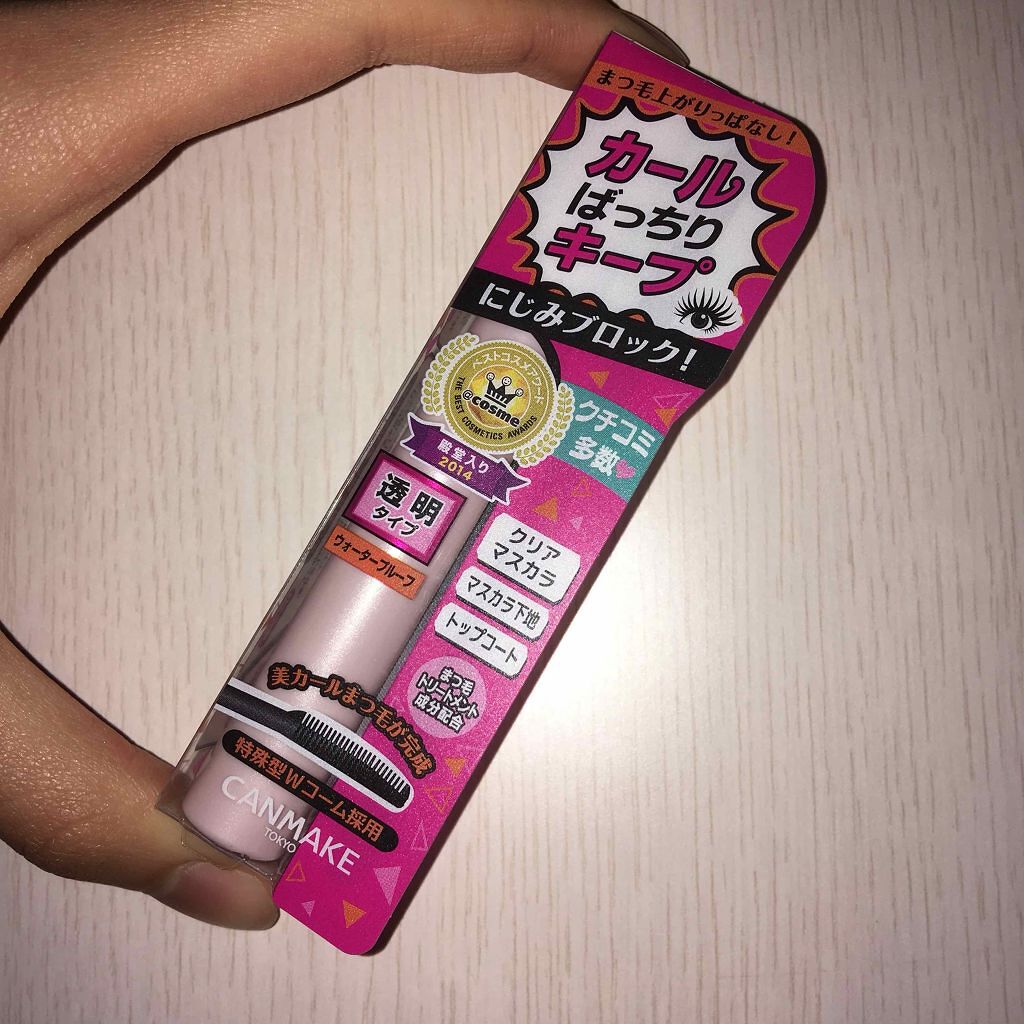 まつ毛上がりっぱなし!
カール
ばっちり
キープ
にじみブロック!
ベストコスメアワード
@cosme
THE BEST COSMETICS AWARDS
殿堂入り
2014
クチコミ
多数
透明
タイプ
ウォータープルーフ
クリア
マスカラ
マスカラ下地
トップコート
まつ毛
トリートメント
成分配合
美カールまつ毛が完成
特殊型Wコーム採用
CANMAKE
TOKYO